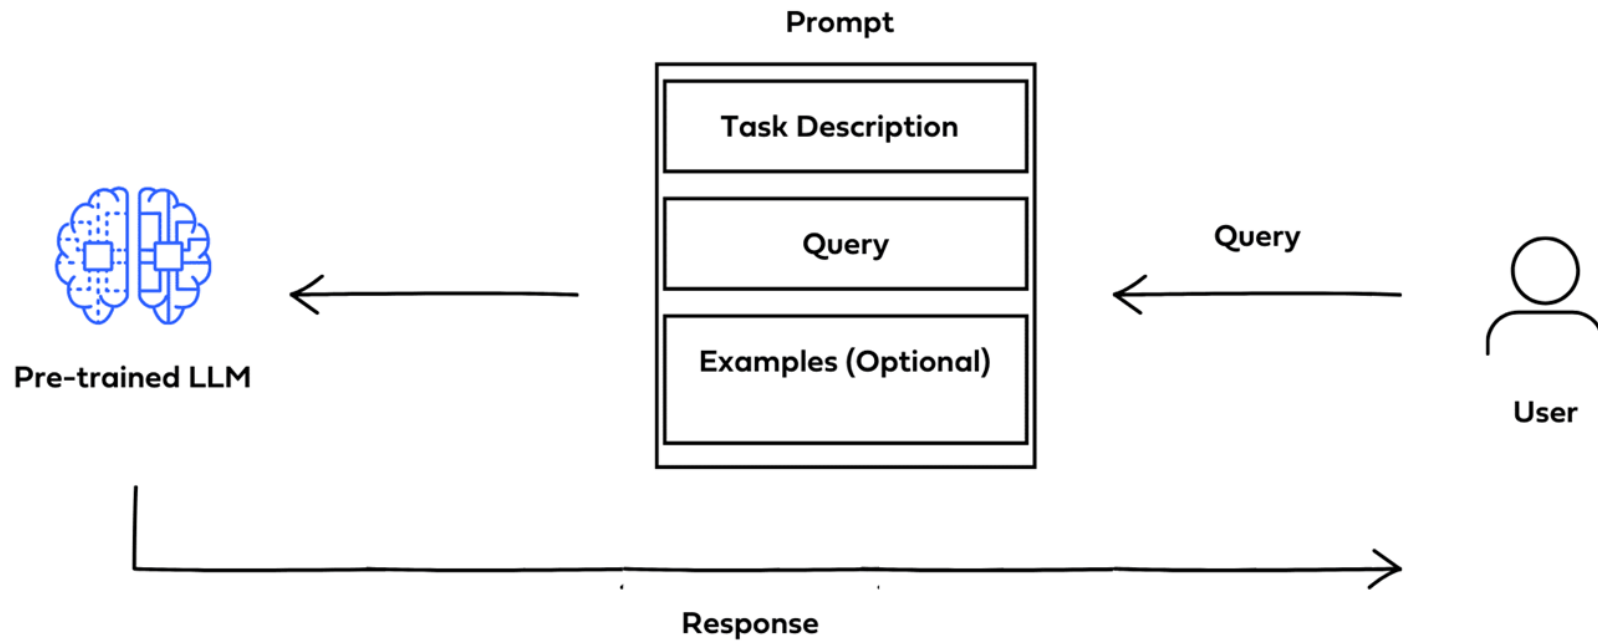 Prompt
Task Description
Query
Examples (Optional)
Query
Pre-trained LLM
User
Response